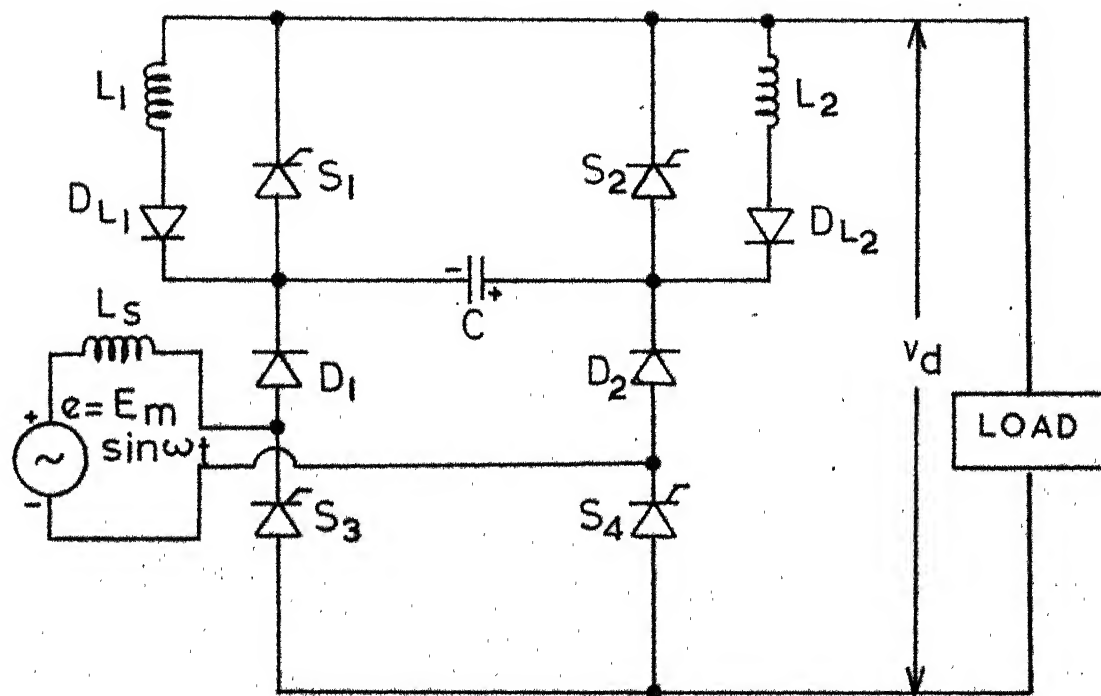 L1
S1
S2
L2
DL1
DL2
- +
C
LS
D1
D2
vd
+
e = Em
sinωt
~
-
LOAD
S3
S4